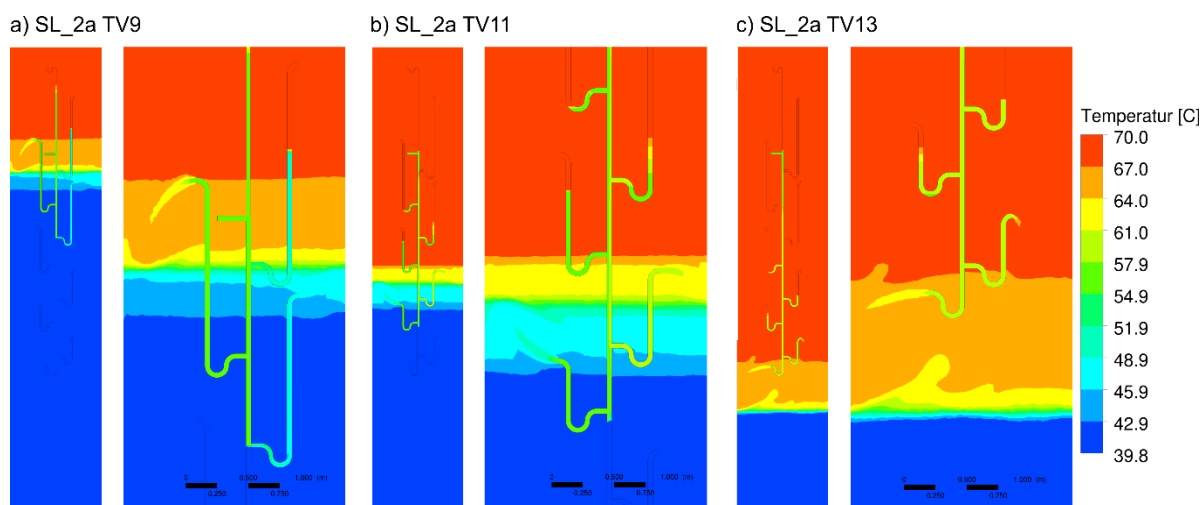 a) SL_2a TV9
b) SL_2a TV11
c) SL_2a TV13
Temperatur [C]
70.0
67.0
64.0
61.0
57.9
54.9
51.9
48.9
45.9
42.9
39.8
0 0.500 1.000 (m)
0.250 0.750
0 0.500 1.000 (m)
0.250 0.750
0 0.500 1.000 (m)
0.250 0.750